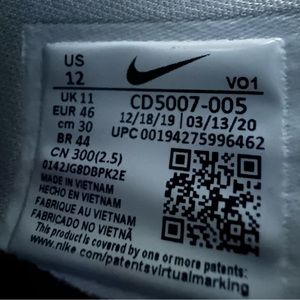 US
12
VO1
UK 11
EUR 46
cm 30
BR 44
CN 300(2.5)
CD5007-005
12/18/19 | 03/13/20
UPC 00194275996462
0142JG8DBPK2E
MADE IN VIETNAM
HECHO EN VIETNAM
FABRIQUÉ AU VIETNAM
FABRICADO NO VIETNÃ
This product is covered by one or more patents:
www.nike.com/patentsvirtualmarking